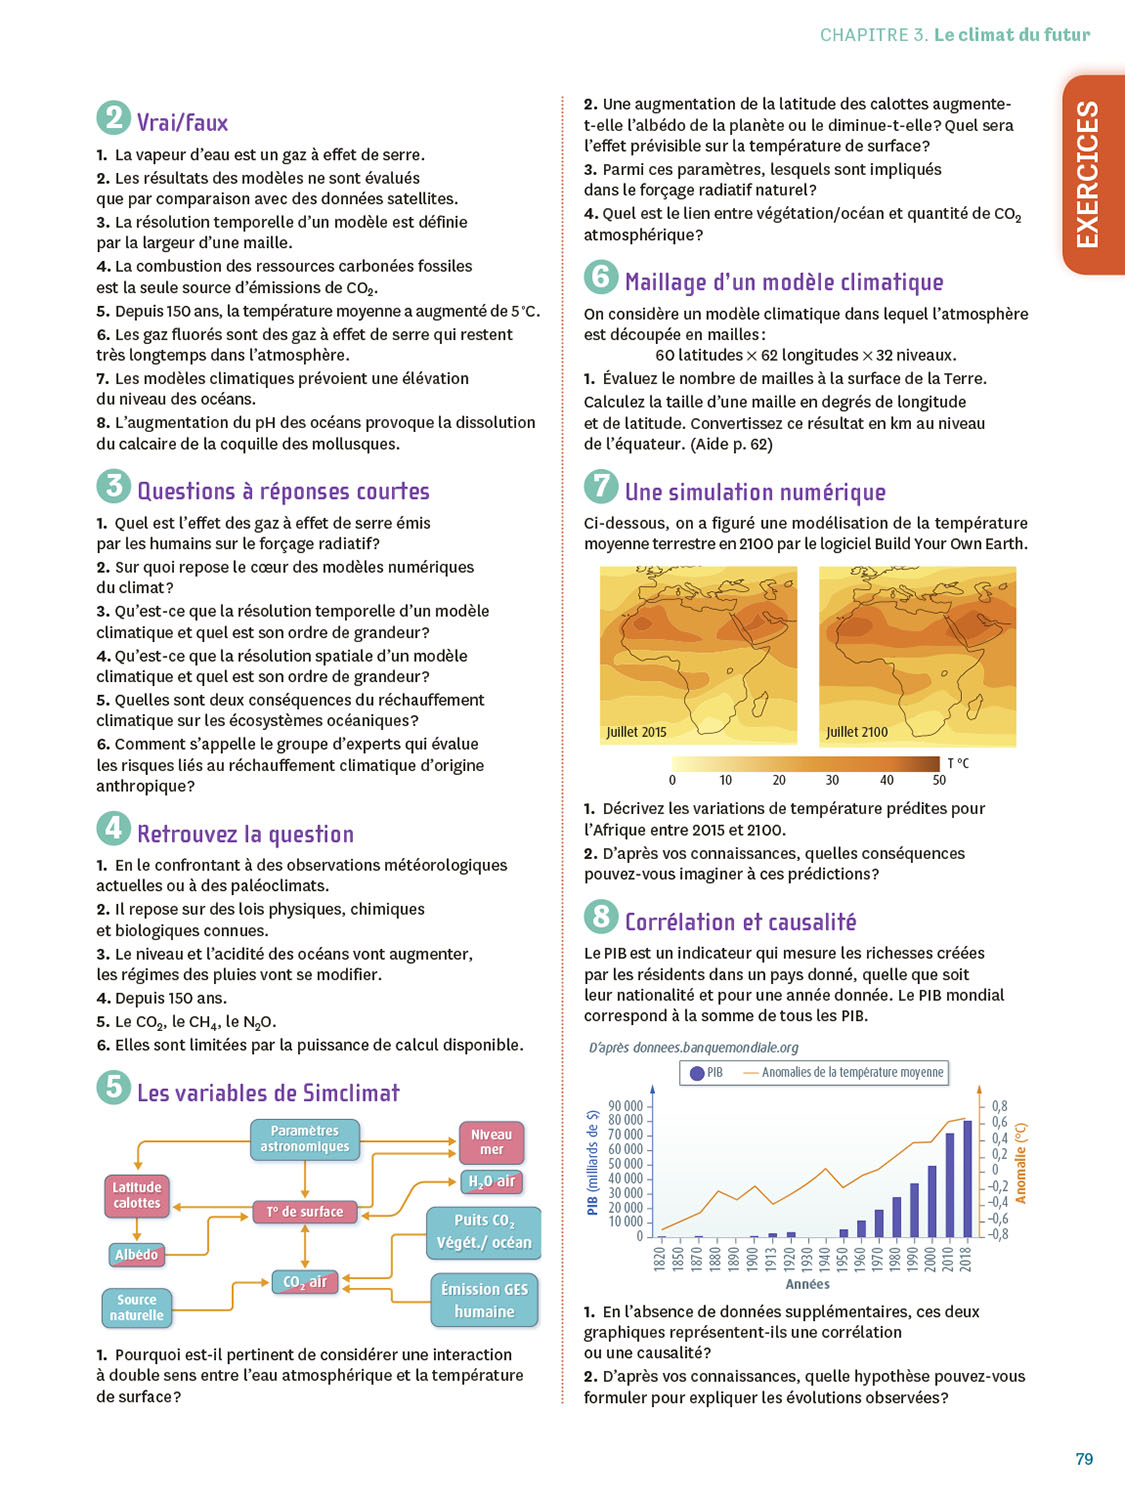 CHAPITRE 3. Le climat du futur
EXERCICES
2 Vrai/faux
1. La vapeur d'eau est un gaz à effet de serre.
2. Les résultats des modèles ne sont évalués
que par comparaison avec des données satellites.
3. La résolution temporelle d'un modèle est définie
par la largeur d'une maille.
4. La combustion des ressources carbonées fossiles
est la seule source d'émissions de CO₂.
5. Depuis 150 ans, la température moyenne a augmenté de 5 °C.
6. Les gaz fluorés sont des gaz à effet de serre qui restent
très longtemps dans l'atmosphère.
7. Les modèles climatiques prévoient une élévation
du niveau des océans.
8. L'augmentation du pH des océans provoque la dissolution
du calcaire de la coquille des mollusques.
3 Questions à réponses courtes
1. Quel est l'effet des gaz à effet de serre émis
par les humains sur le forçage radiatif ?
2. Sur quoi repose le cœur des modèles numériques
du climat ?
3. Qu'est-ce que la résolution temporelle d'un modèle
climatique et quel est son ordre de grandeur ?
4. Qu'est-ce que la résolution spatiale d'un modèle
climatique et quel est son ordre de grandeur ?
5. Quelles sont deux conséquences du réchauffement
climatique sur les écosystèmes océaniques ?
6. Comment s'appelle le groupe d'experts qui évalue
les risques liés au réchauffement climatique d'origine
anthropique ?
4 Retrouvez la question
1. En le confrontant à des observations météorologiques
actuelles ou à des paléoclimats.
2. Il repose sur des lois physiques, chimiques
et biologiques connues.
3. Le niveau et l'acidité des océans vont augmenter,
les régimes des pluies vont se modifier.
4. Depuis 150 ans.
5. Le CO₂, le CH₄, le N₂O.
6. Elles sont limitées par la puissance de calcul disponible.
5 Les variables de Simclimat
Paramètres
astronomiques
Niveau
mer
H₂O air
Latitude
calottes
T° de surface
Puits CO₂
Végét./ océan
Albédo
CO₂ air
Émission GES
humaine
Source
naturelle
1. Pourquoi est-il pertinent de considérer une interaction
à double sens entre l'eau atmosphérique et la température
de surface ?
2. Une augmentation de la latitude des calottes augmente-
t-elle l'albédo de la planète ou le diminue-t-elle ? Quel sera
l'effet prévisible sur la température de surface ?
3. Parmi ces paramètres, lesquels sont impliqués
dans le forçage radiatif naturel ?
4. Quel est le lien entre végétation/océan et quantité de CO₂
atmosphérique ?
6 Maillage d'un modèle climatique
On considère un modèle climatique dans lequel l'atmosphère
est découpée en mailles :
60 latitudes × 62 longitudes × 32 niveaux.
1. Évaluez le nombre de mailles à la surface de la Terre.
Calculez la taille d'une maille en degrés de longitude
et de latitude. Convertissez ce résultat en km au niveau
de l'équateur. (Aide p. 62)
7 Une simulation numérique
Ci-dessous, on a figuré une modélisation de la température
moyenne terrestre en 2100 par le logiciel Build Your Own Earth.
Juillet 2015
Juillet 2100
T °C
0 10 20 30 40 50
1. Décrivez les variations de température prédites pour
l'Afrique entre 2015 et 2100.
2. D'après vos connaissances, quelles conséquences
pouvez-vous imaginer à ces prédictions ?
8 Corrélation et causalité
Le PIB est un indicateur qui mesure les richesses créées
par les résidents dans un pays donné, quelle que soit
leur nationalité et pour une année donnée. Le PIB mondial
correspond à la somme de tous les PIB.
D'après donnees.banquemondiale.org
PIB Anomalies de la température moyenne
PIB (milliards de $)
90 000
80 000
70 000
60 000
50 000
40 000
30 000
20 000
10 000
0
0,8
0,6
0,4
0,2
0
–0,2
–0,4
–0,6
–0,8
Anomalie (°C)
1820 1850 1870 1880 1890 1900 1913 1920 1930 1940 1950 1960 1970 1980 1990 2000 2010 2018
Années
1. En l'absence de données supplémentaires, ces deux
graphiques représentent-ils une corrélation
ou une causalité ?
2. D'après vos connaissances, quelle hypothèse pouvez-vous
formuler pour expliquer les évolutions observées ?
79